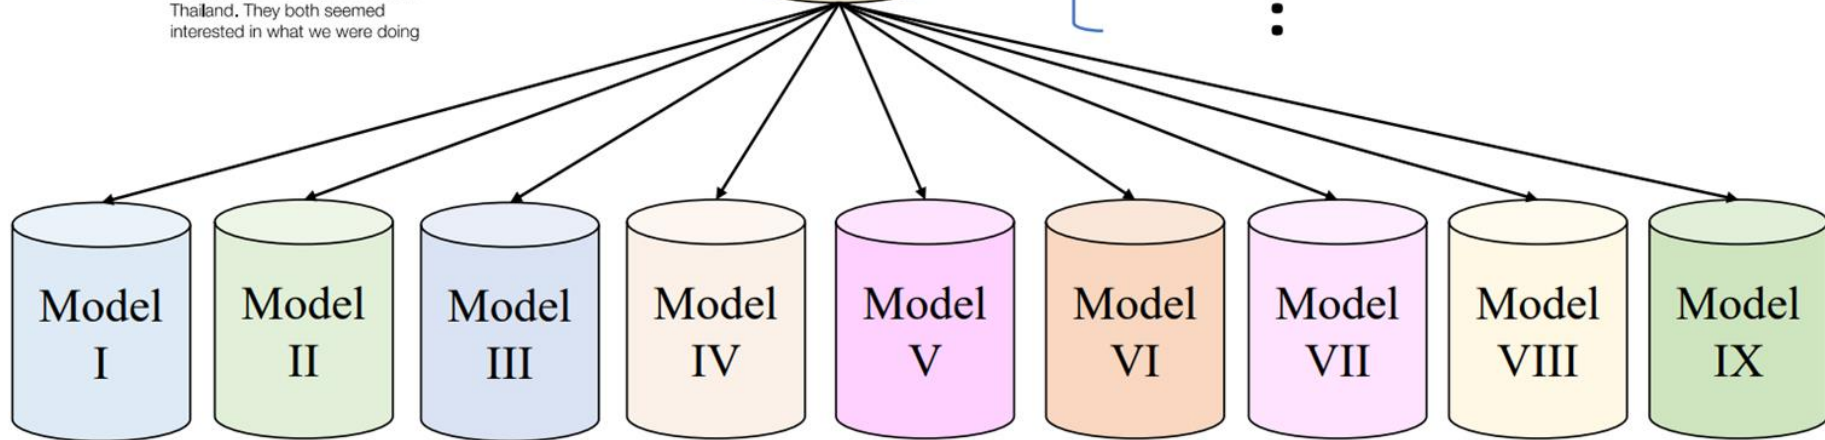 Thailand. They both seemed
interested in what we were doing
Model
I
Model
II
Model
III
Model
IV
Model
V
Model
VI
Model
VII
Model
VIII
Model
IX